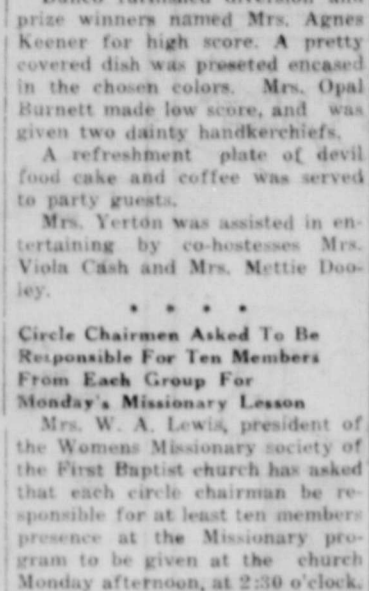 Bunco furnished diversion and
prize winners named Mrs. Agnes
Keener for high score. A pretty
covered dish was preseted encased
in the chosen colors. Mrs. Opal
Burnett made low score, and was
given two dainty handkerchiefs.
A refreshment plate of devil
food cake and coffee was served
to party guests.
Mrs. Yerton was assisted in en-
tertaining by co-hostesses Mrs.
Viola Cash and Mrs. Mettie Doo-
ley.
* * * *
Circle Chairmen Asked To Be
Responsible For Ten Members
From Each Group For
Monday's Missionary Lesson
Mrs. W. A. Lewis, president of
the Womens Missionary society of
the First Baptist church has asked
that each circle chairman be re-
sponsible for at least ten members
presence at the Missionary pro-
gram to be given at the church
Monday afternoon, at 2:30 o'clock.